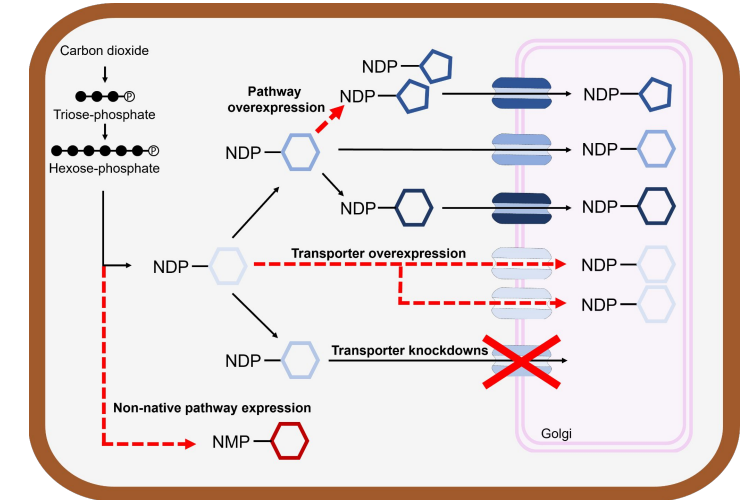 Carbon dioxide
P
Triose-phosphate
P
Hexose-phosphate
Pathway
overexpression
NDP
NDP
NDP
NDP
NDP
NDP
NDP
NDP
Transporter overexpression
NDP
NDP
NDP
NDP
Transporter knockdowns
Non-native pathway expression
NMP
Golgi